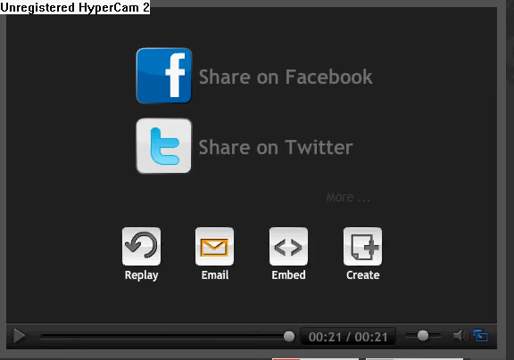 Unregistered HyperCam 2
f Share on Facebook
t Share on Twitter
More ...
Replay Email Embed Create
00:21 / 00:21